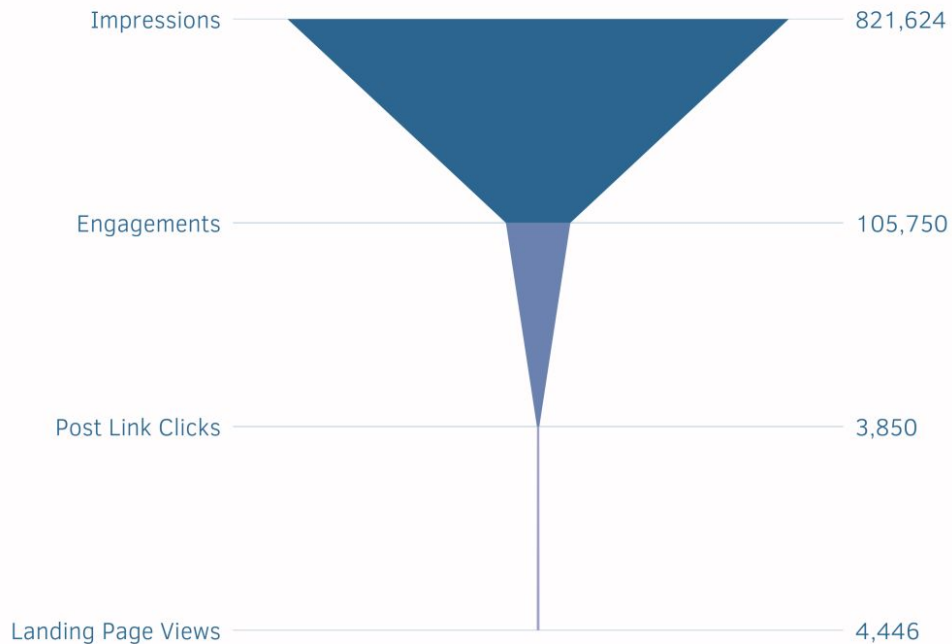 Impressions 821,624
Engagements 105,750
Post Link Clicks 3,850
Landing Page Views 4,446